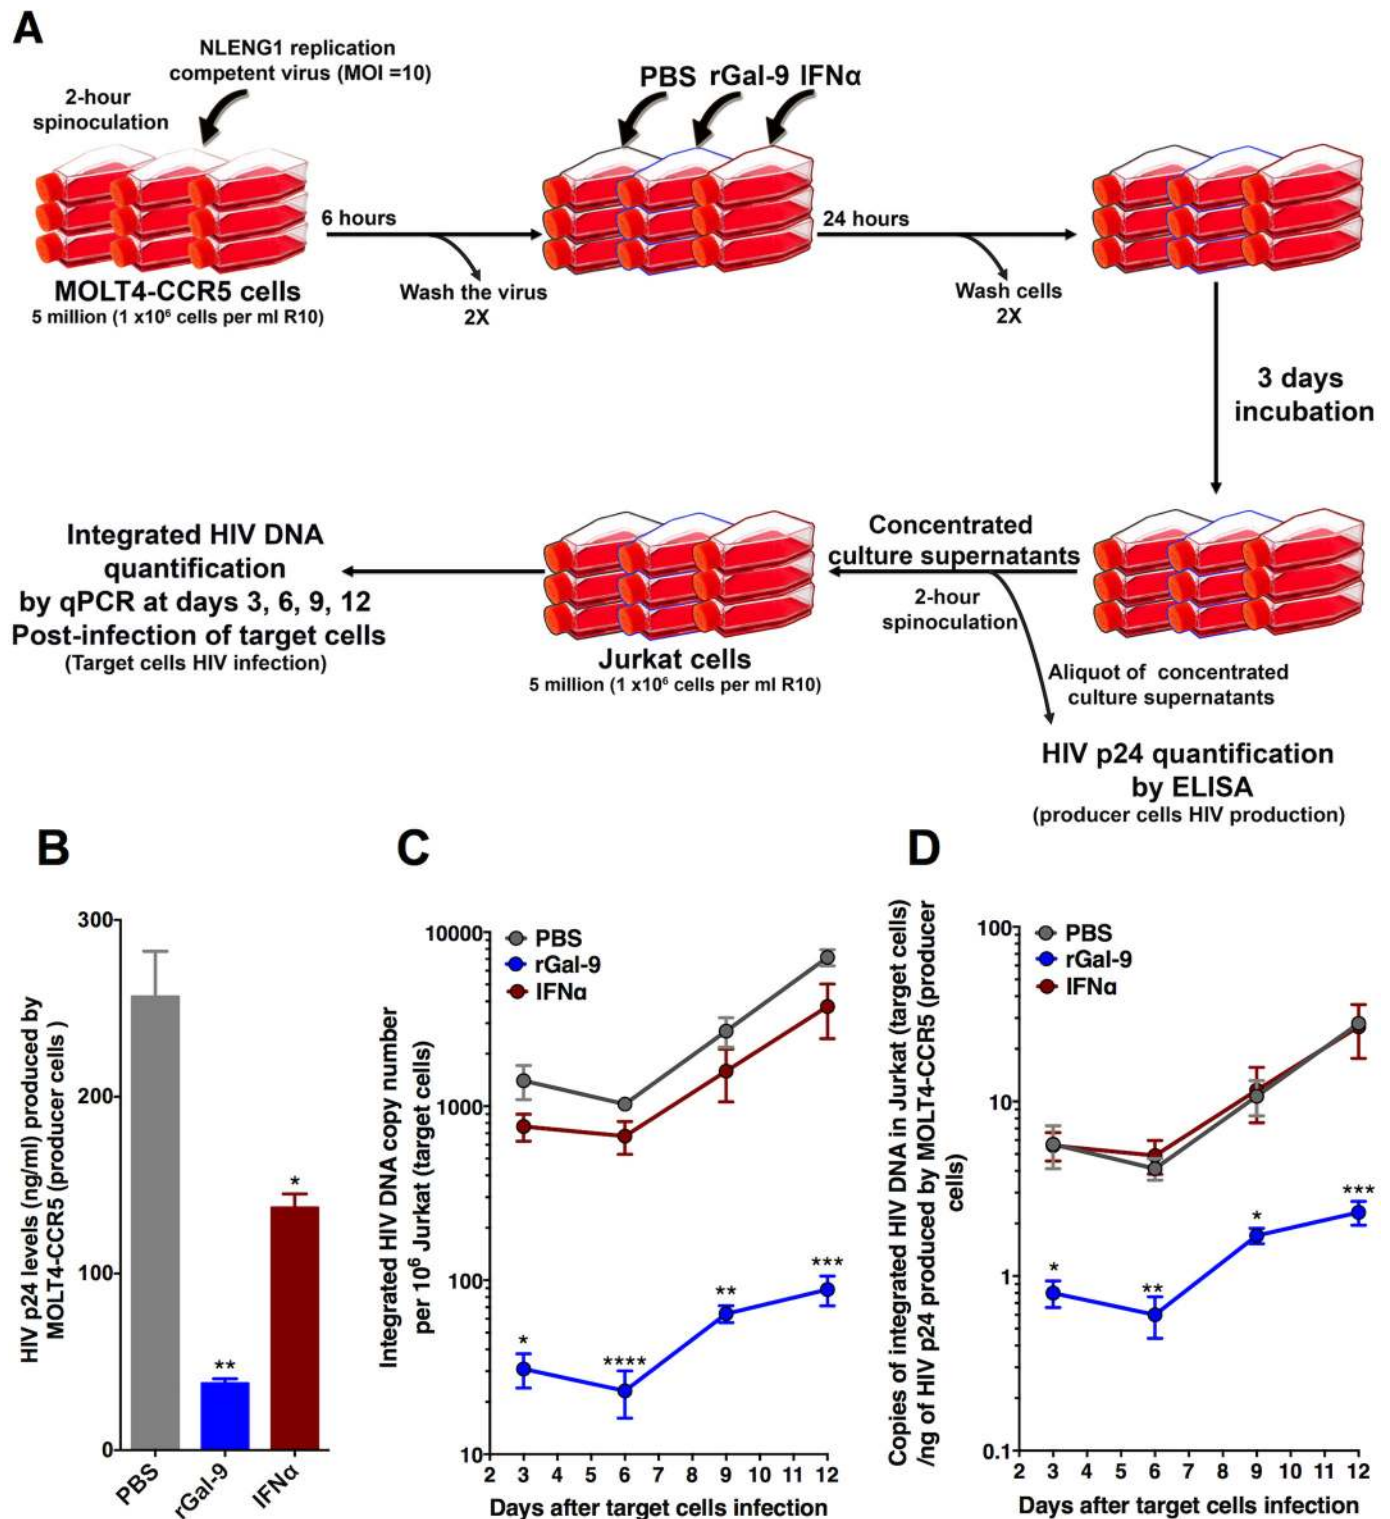 A
NLENG1 replication
competent virus (MOI =10)
2-hour
spinoculation
PBS rGal-9 IFNα
6 hours
24 hours
Wash the virus
2X
Wash cells
2X
MOLT4-CCR5 cells
5 million (1 x10⁶ cells per ml R10)
3 days
incubation
Integrated HIV DNA
quantification
by qPCR at days 3, 6, 9, 12
Post-infection of target cells
(Target cells HIV infection)
Concentrated
culture supernatants
2-hour
spinoculation
Jurkat cells
5 million (1 x10⁶ cells per ml R10)
Aliquot of concentrated
culture supernatants
HIV p24 quantification
by ELISA
(producer cells HIV production)
B
HIV p24 levels (ng/ml) produced by
MOLT4-CCR5 (producer cells )
300
200
100
0
**
*
PBS
rGal-9
IFNα
C
Integrated HIV DNA copy number
per 10⁶ Jurkat (target cells)
10000
1000
100
10
PBS
rGal-9
IFNα
*
****
**
***
2 3 4 5 6 7 8 9 10 11 12
Days after target cells infection
D
Copies of integrated HIV DNA in Jurkat (target cells)
/ng of HIV p24 produced by MOLT4-CCR5 (producer
cells)
100
10
1
0.1
PBS
rGal-9
IFNα
*
**
*
***
2 3 4 5 6 7 8 9 10 11 12
Days after target cells infection